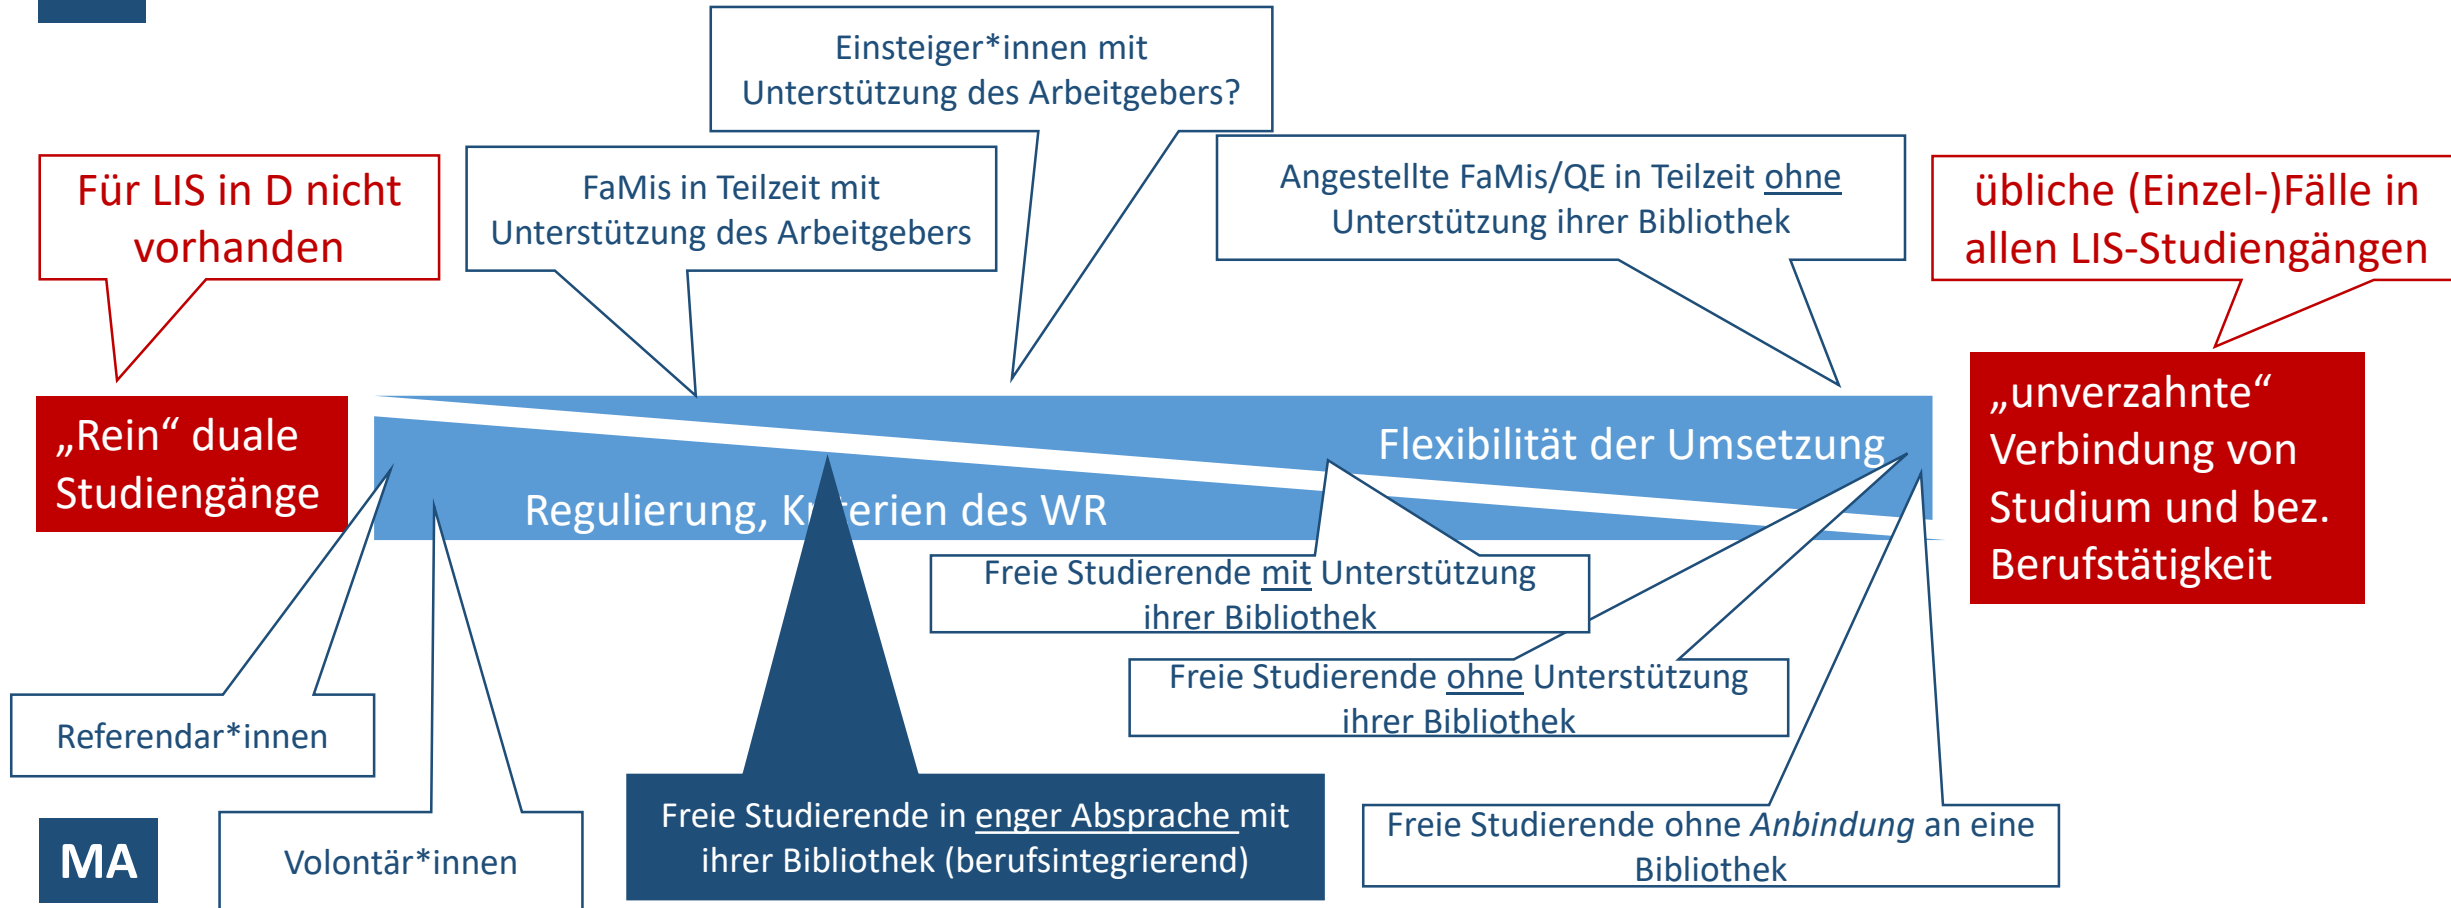 Einsteiger*innen mit
Unterstützung des Arbeitgebers?
Für LIS in D nicht
vorhanden
FaMis in Teilzeit mit
Unterstützung des Arbeitgebers
Angestellte FaMis/QE in Teilzeit ohne
Unterstützung ihrer Bibliothek
übliche (Einzel-)Fälle in
allen LIS-Studiengängen
„Rein“ duale
Studiengänge
Flexibilität der Umsetzung
Regulierung, Kriterien des WR
„unverzahnte“
Verbindung von
Studium und bez.
Berufstätigkeit
Freie Studierende mit Unterstützung
ihrer Bibliothek
Freie Studierende ohne Unterstützung
ihrer Bibliothek
Referendar*innen
MA
Volontär*innen
Freie Studierende in enger Absprache mit
ihrer Bibliothek (berufsintegrierend)
Freie Studierende ohne Anbindung an eine
Bibliothek